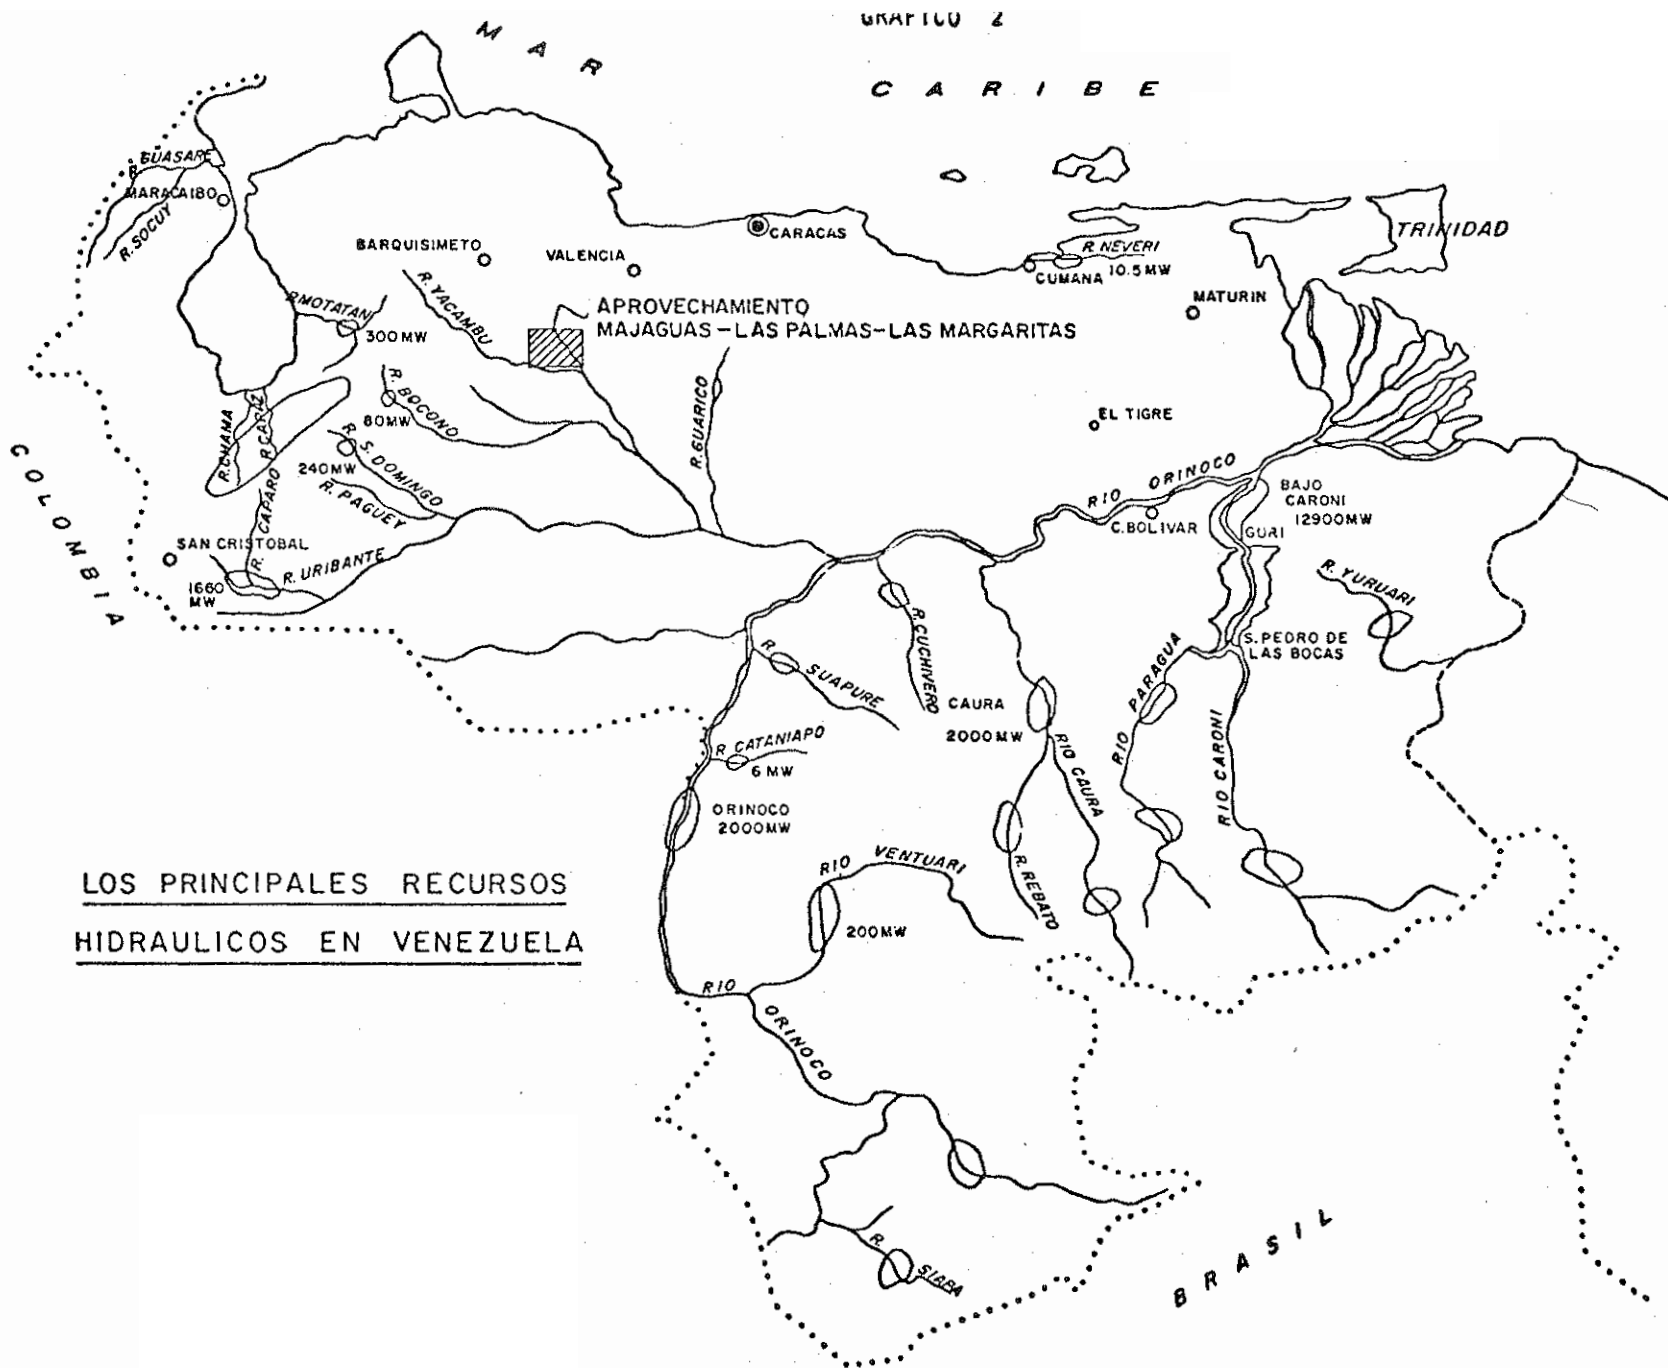 GRAFICO 2
MAR
CARIBE
R. GUASARE
MARACAIBO
R. SOCUY
BARQUISIMETO
VALENCIA
CARACAS
R. NEVERI
CUMANA 10.5 MW
TRINIDAD
MATURIN
R. MOTATAN
300 MW
R. YACAMBU
APROVECHAMIENTO
MAJAGUAS-LAS PALMAS-LAS MARGARITAS
R. BOCONO
80 MW
R. GUARICO
EL TIGRE
R. CHAMA
R. S. DOMINGO
240 MW
R. PAGUEY
R. CAPARO
SAN CRISTOBAL
R. URIBANTE
1660
MW
COLOMBIA
RIO ORINOCO
C. BOLIVAR
BAJO
CARONI
12900 MW
GURI
R. YURUARI
S. PEDRO DE
LAS BOCAS
R. SUAPURE
R. CUCHIVERO
CAURA
2000 MW
RIO PARAGUA
RIO CARONI
RIO CAURA
R. CATANIAPO
6 MW
ORINOCO
2000 MW
R. REBATO
RIO VENTUARI
200 MW
LOS PRINCIPALES RECURSOS
HIDRAULICOS EN VENEZUELA
RIO ORINOCO
R. SIAPA
BRASIL